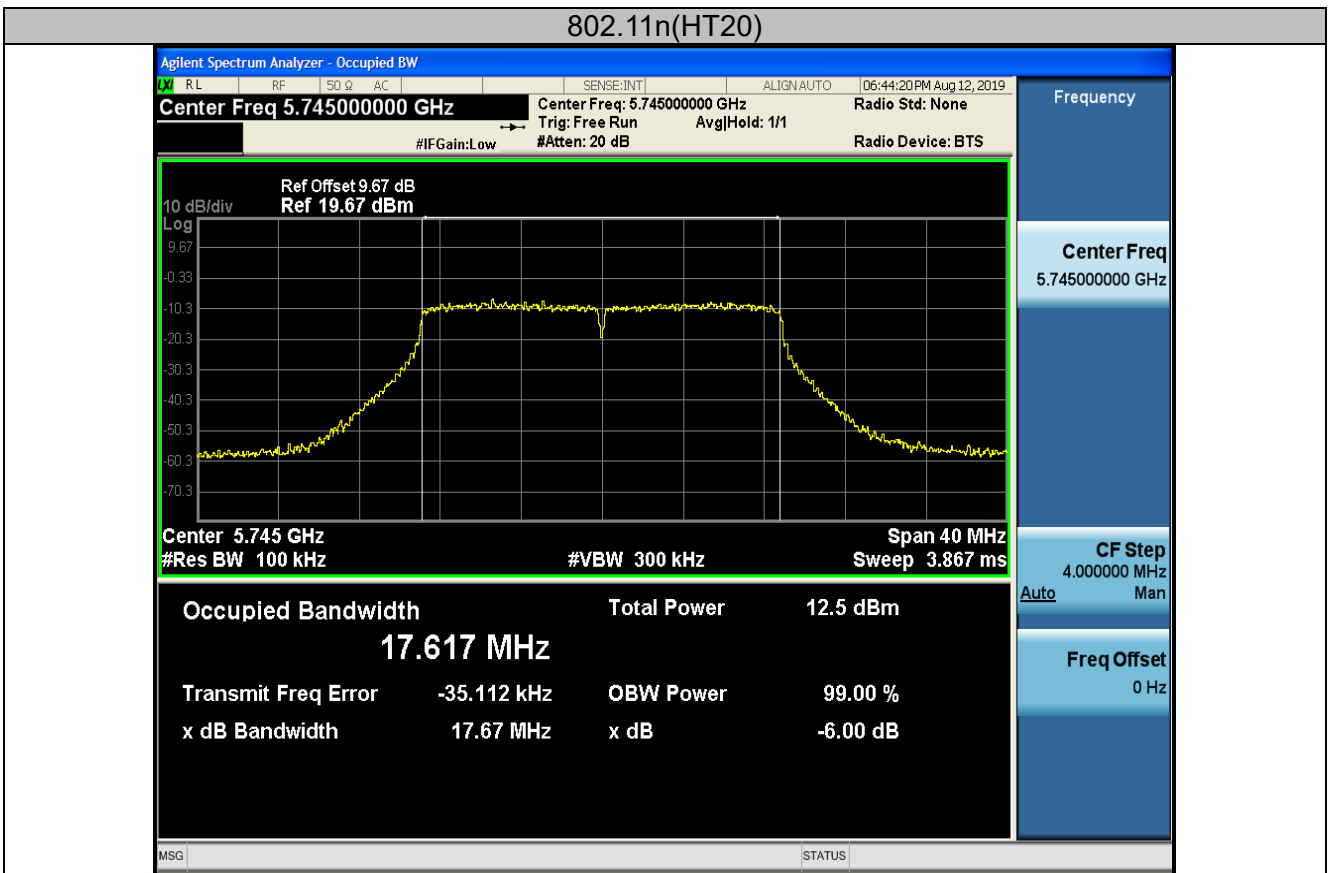 802.11n(HT20)
Agilent Spectrum Analyzer - Occupied BW
LXI RL RF 50 Ω AC SENSE:INT ALIGN AUTO 06:44:20 PM Aug 12, 2019
Center Freq 5.745000000 GHz
Center Freq: 5.745000000 GHz
Radio Std: None
Trig: Free Run Avg|Hold: 1/1
#IFGain:Low #Atten: 20 dB Radio Device: BTS
Frequency
Ref Offset 9.67 dB
10 dB/div Ref 19.67 dBm
Log
9.67
-0.33
-10.3
-20.3
-30.3
-40.3
-50.3
-60.3
-70.3
Center 5.745 GHz Span 40 MHz
#Res BW 100 kHz #VBW 300 kHz Sweep 3.867 ms
Center Freq
5.745000000 GHz
CF Step
4.000000 MHz
Auto Man
Freq Offset
0 Hz
Occupied Bandwidth Total Power 12.5 dBm
17.617 MHz
Transmit Freq Error -35.112 kHz OBW Power 99.00 %
x dB Bandwidth 17.67 MHz x dB -6.00 dB
MSG STATUS